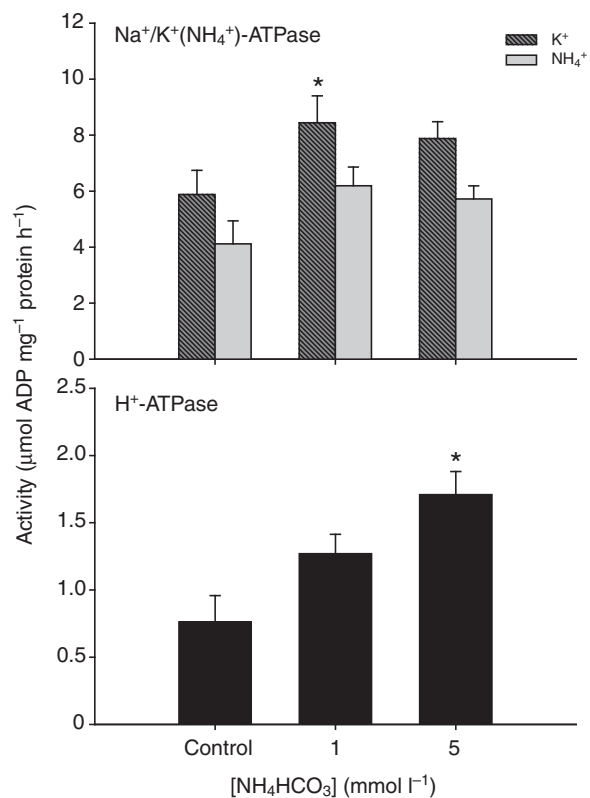 Na⁺/K⁺(NH₄⁺)-ATPase
K⁺
NH₄⁺
12
10
8
6
4
2
0
*
Activity (μmol ADP mg⁻¹ protein h⁻¹)
H⁺-ATPase
2.5
2.0
1.5
1.0
0.5
0
*
Control 1 5
[NH₄HCO₃] (mmol l⁻¹)